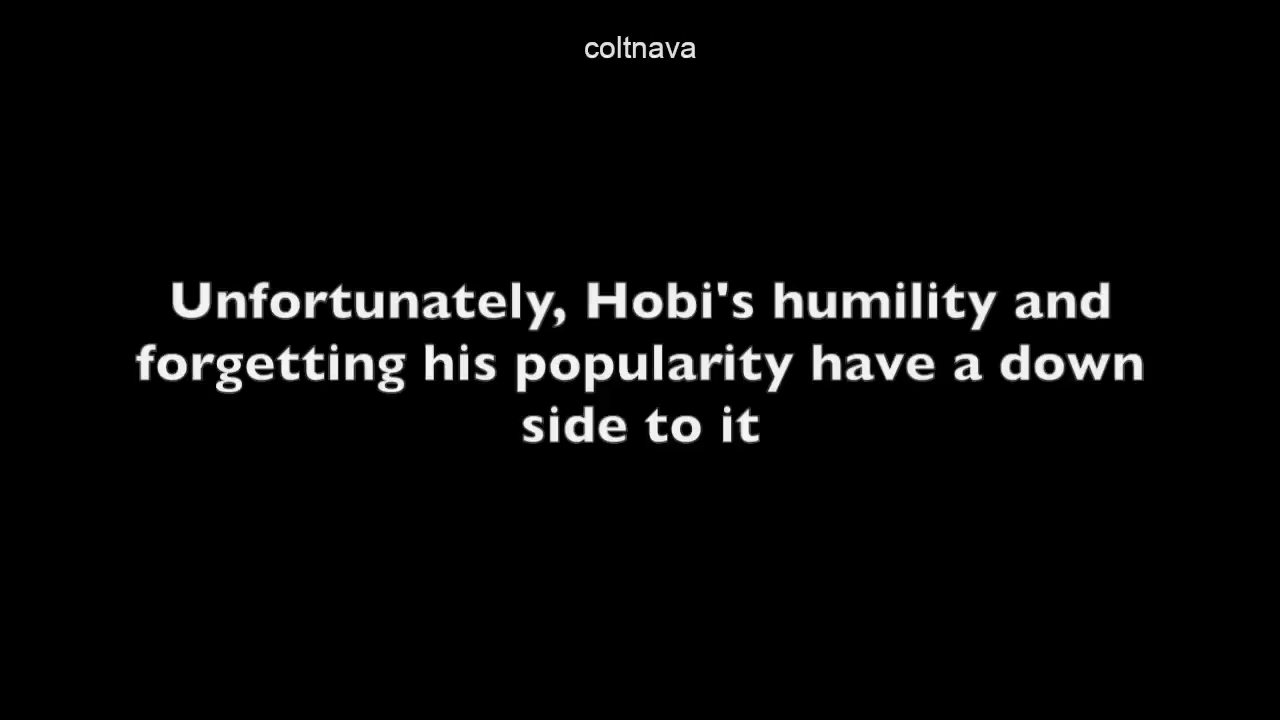 coltnava
Unfortunately, Hobi's humility and
forgetting his popularity have a down
side to it